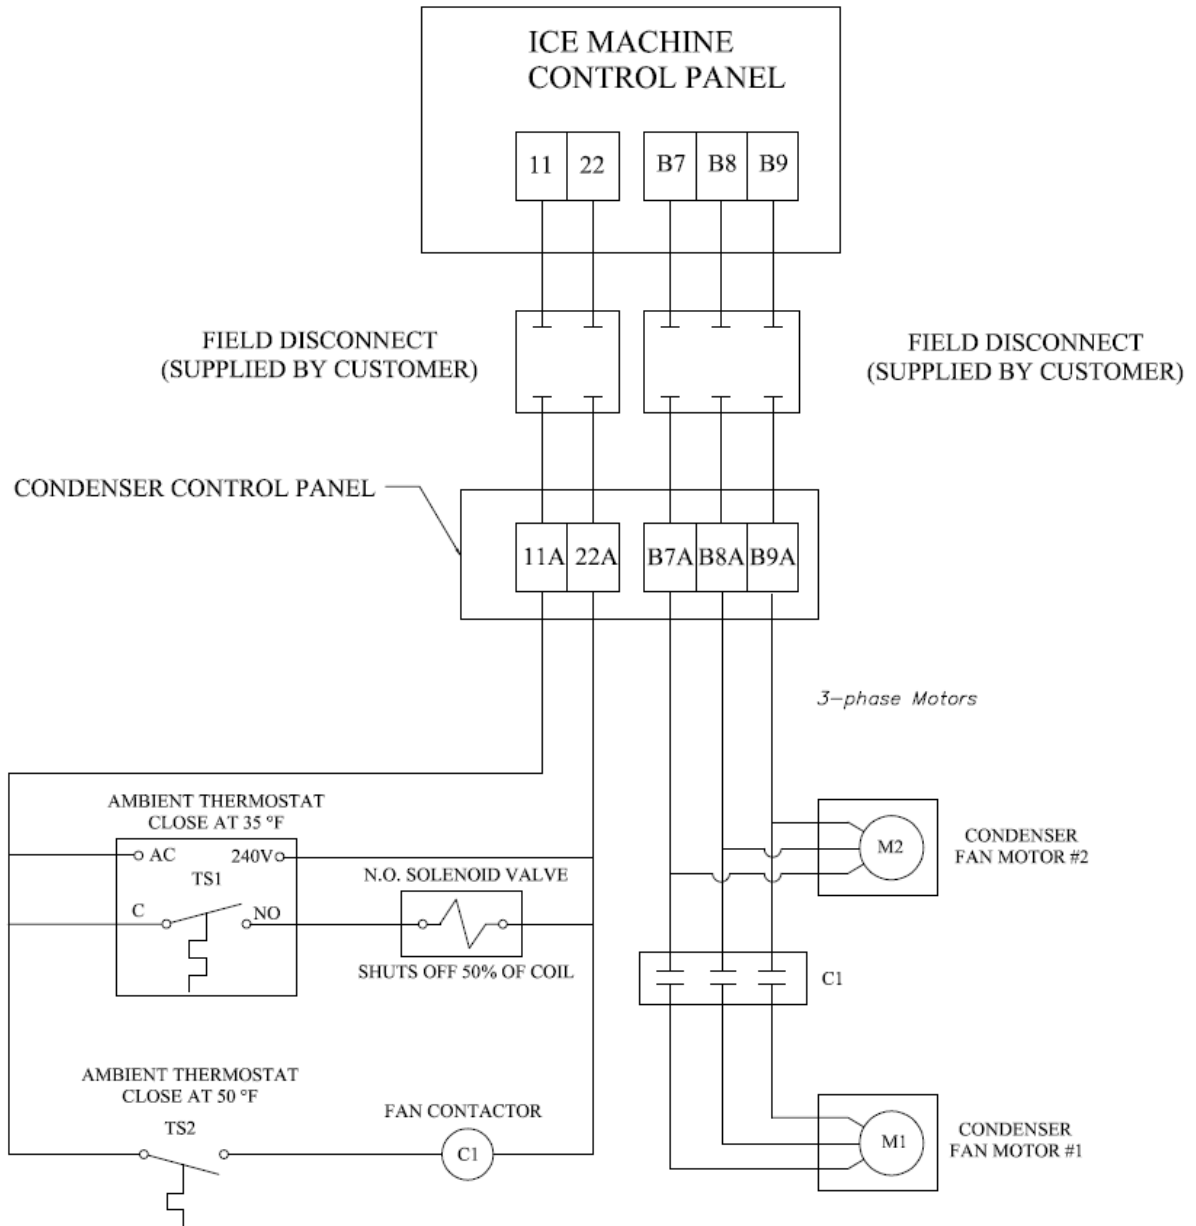 ICE MACHINE
CONTROL PANEL
11 22 B7 B8 B9
FIELD DISCONNECT
(SUPPLIED BY CUSTOMER)
FIELD DISCONNECT
(SUPPLIED BY CUSTOMER)
CONDENSER CONTROL PANEL
11A 22A B7A B8A B9A
3-phase Motors
AMBIENT THERMOSTAT
CLOSE AT 35 °F
AC 240V
TS1
C NO
N.O. SOLENOID VALVE
SHUTS OFF 50% OF COIL
M2
CONDENSER
FAN MOTOR #2
C1
AMBIENT THERMOSTAT
CLOSE AT 50 °F
TS2
FAN CONTACTOR
C1
M1
CONDENSER
FAN MOTOR #1